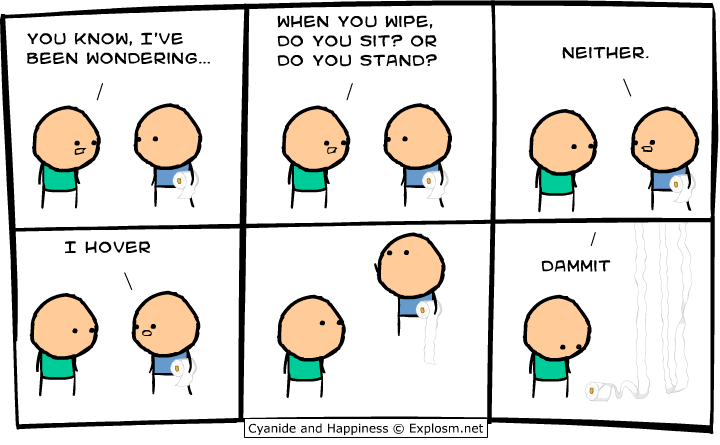 YOU KNOW, I'VE
BEEN WONDERING...
WHEN YOU WIPE,
DO YOU SIT? OR
DO YOU STAND?
NEITHER.
I HOVER
DAMMIT
Cyanide and Happiness © Explosm.net